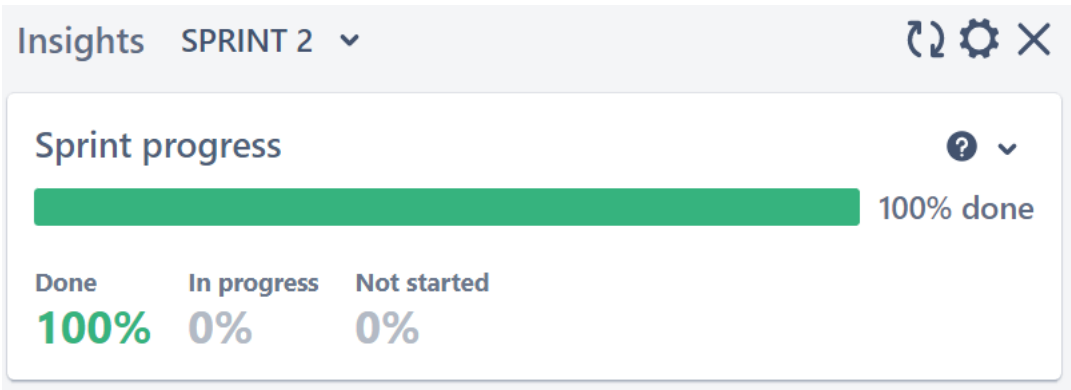 Insights SPRINT 2
Sprint progress ?
100% done
Done In progress Not started
100% 0% 0%